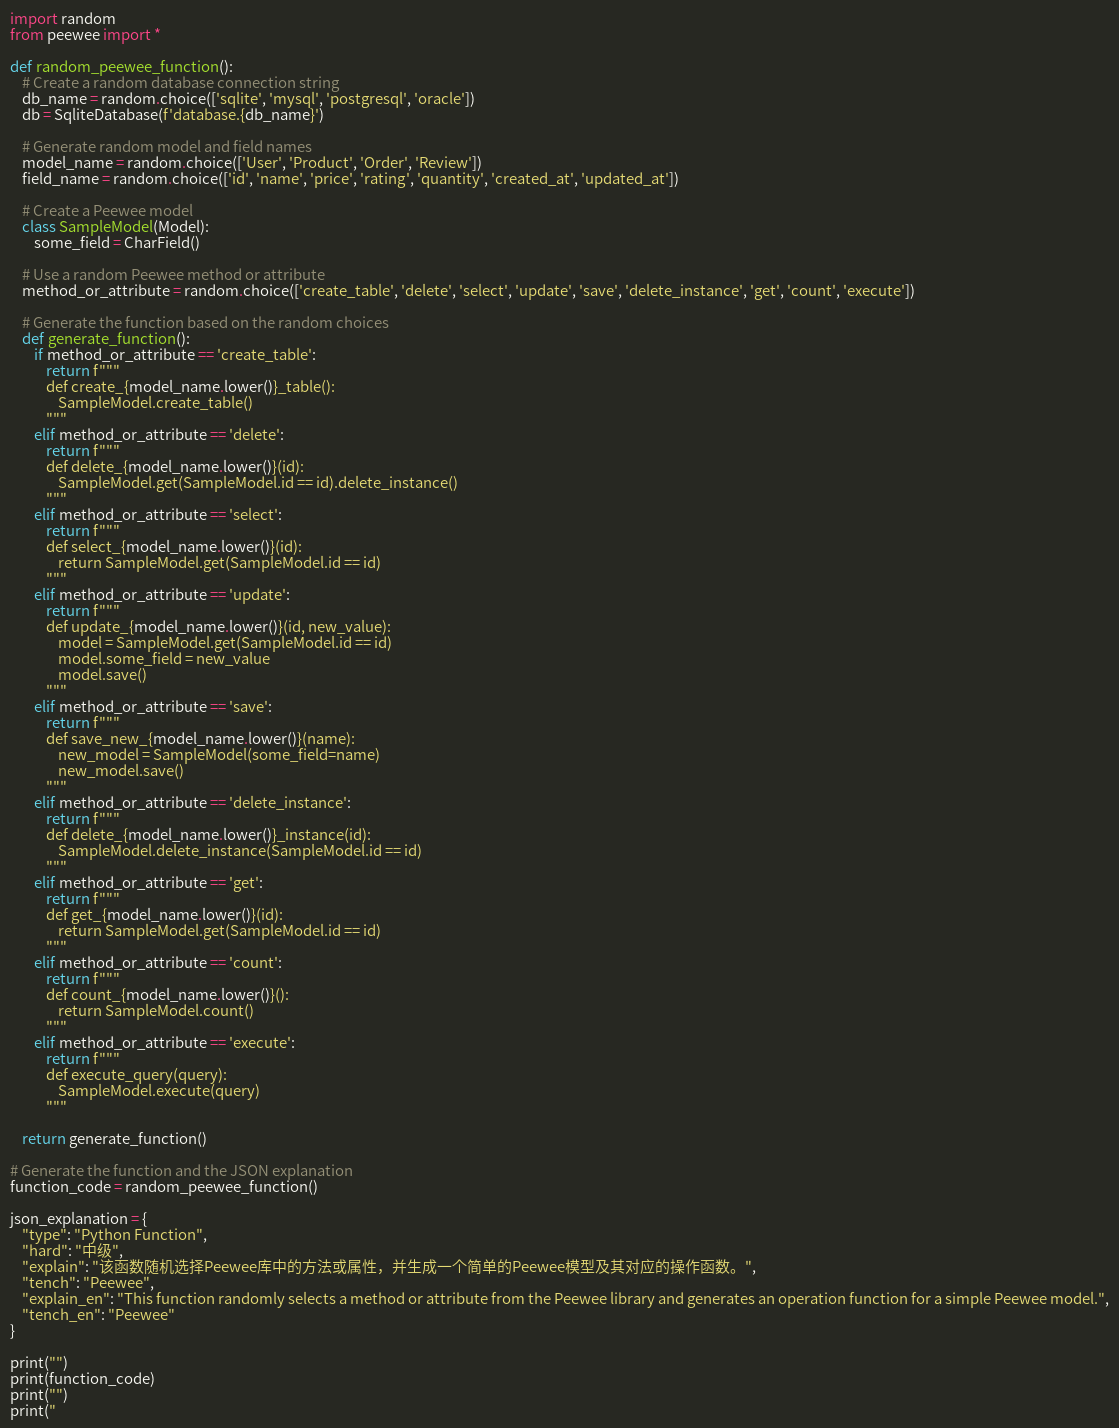 import random
from peewee import *

def random_peewee_function():
    # Create a random database connection string
    db_name = random.choice(['sqlite', 'mysql', 'postgresql', 'oracle'])
    db = SqliteDatabase(f'database.{db_name}')

    # Generate random model and field names
    model_name = random.choice(['User', 'Product', 'Order', 'Review'])
    field_name = random.choice(['id', 'name', 'price', 'rating', 'quantity', 'created_at', 'updated_at'])

    # Create a Peewee model
    class SampleModel(Model):
        some_field = CharField()

    # Use a random Peewee method or attribute
    method_or_attribute = random.choice(['create_table', 'delete', 'select', 'update', 'save', 'delete_instance', 'get', 'count', 'execute'])

    # Generate the function based on the random choices
    def generate_function():
        if method_or_attribute == 'create_table':
            return f"""
            def create_{model_name.lower()}_table():
                SampleModel.create_table()
            """
        elif method_or_attribute == 'delete':
            return f"""
            def delete_{model_name.lower()}(id):
                SampleModel.get(SampleModel.id == id).delete_instance()
            """
        elif method_or_attribute == 'select':
            return f"""
            def select_{model_name.lower()}(id):
                return SampleModel.get(SampleModel.id == id)
            """
        elif method_or_attribute == 'update':
            return f"""
            def update_{model_name.lower()}(id, new_value):
                model = SampleModel.get(SampleModel.id == id)
                model.some_field = new_value
                model.save()
            """
        elif method_or_attribute == 'save':
            return f"""
            def save_new_{model_name.lower()}(name):
                new_model = SampleModel(some_field=name)
                new_model.save()
            """
        elif method_or_attribute == 'delete_instance':
            return f"""
            def delete_{model_name.lower()}_instance(id):
                SampleModel.delete_instance(SampleModel.id == id)
            """
        elif method_or_attribute == 'get':
            return f"""
            def get_{model_name.lower()}(id):
                return SampleModel.get(SampleModel.id == id)
            """
        elif method_or_attribute == 'count':
            return f"""
            def count_{model_name.lower()}():
                return SampleModel.count()
            """
        elif method_or_attribute == 'execute':
            return f"""
            def execute_query(query):
                SampleModel.execute(query)
            """

    return generate_function()

# Generate the function and the JSON explanation
function_code = random_peewee_function()

json_explanation = {
    "type": "Python Function",
    "hard": "中级",
    "explain": "该函数随机选择Peewee库中的方法或属性，并生成一个简单的Peewee模型及其对应的操作函数。",
    "tench": "Peewee",
    "explain_en": "This function randomly selects a method or attribute from the Peewee library and generates an operation function for a simple Peewee model.",
    "tench_en": "Peewee"
}

print("")
print(function_code)
print("")
print("